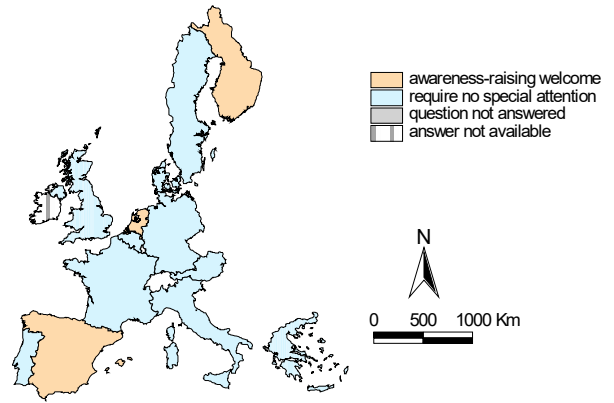 awareness-raising welcome
require no special attention
question not answered
answer not available
N
0 500 1000 Km